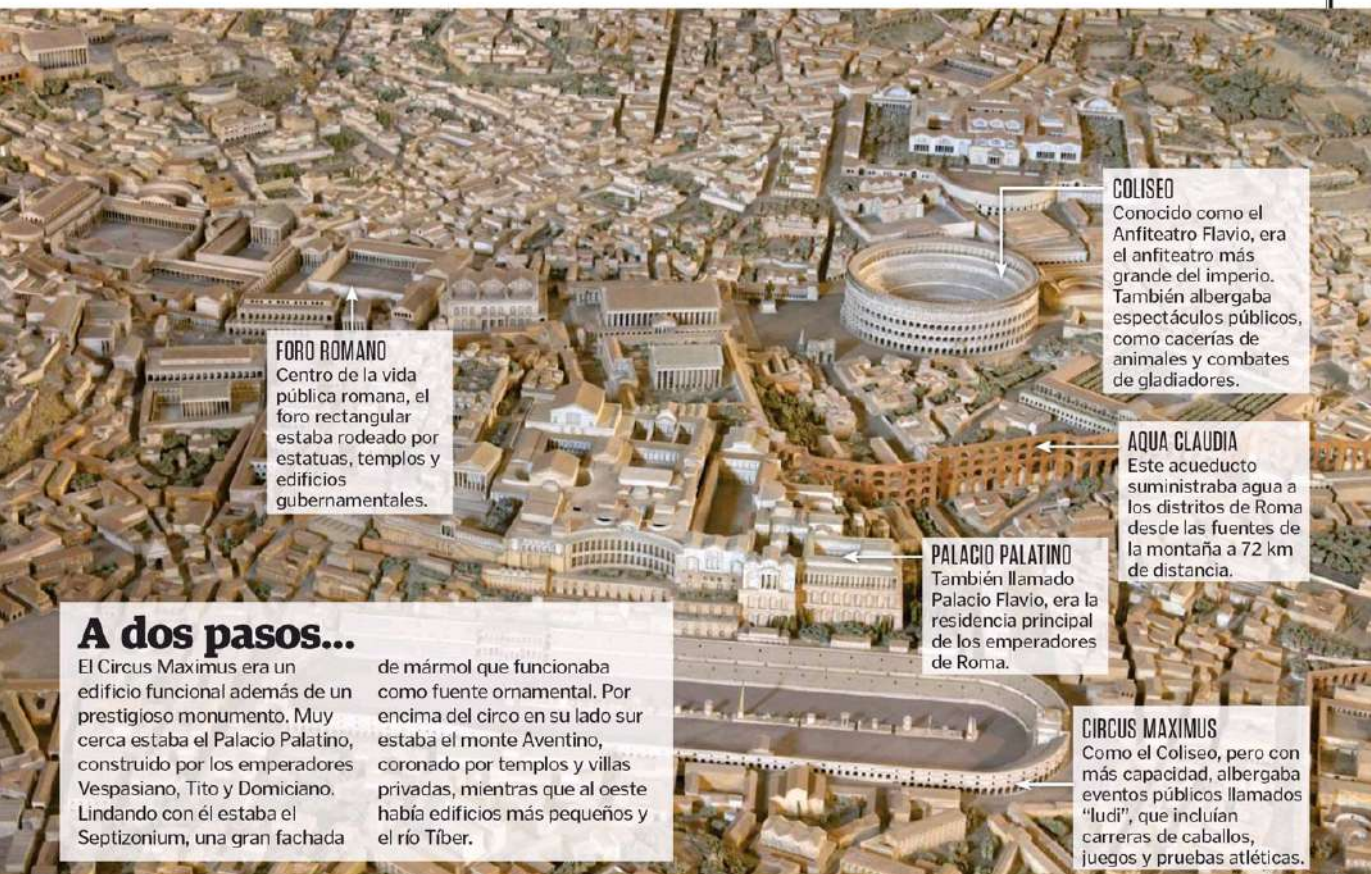 COLISEO
Conocido como el
Anfiteatro Flavio, era
el anfiteatro más
grande del imperio.
También albergaba
espectáculos públicos,
como cacerías de
animales y combates
de gladiadores.
FORO ROMANO
Centro de la vida
pública romana, el
foro rectangular
estaba rodeado por
estatuas, templos y
edificios
gubernamentales.
AQUA CLAUDIA
Este acueducto
suministraba agua a
los distritos de Roma
desde las fuentes de
la montaña a 72 km
de distancia.
PALACIO PALATINO
También llamado
Palacio Flavio, era la
residencia principal
de los emperadores
de Roma.
A dos pasos...
El Circus Maximus era un
edificio funcional además de un
prestigioso monumento. Muy
cerca estaba el Palacio Palatino,
construido por los emperadores
Vespasiano, Tito y Domiciano.
Lindando con él estaba el
Septizonium, una gran fachada
de mármol que funcionaba
como fuente ornamental. Por
encima del circo en su lado sur
estaba el monte Aventino,
coronado por templos y villas
privadas, mientras que al oeste
había edificios más pequeños y
el río Tíber.
CIRCUS MAXIMUS
Como el Coliseo, pero con
más capacidad, albergaba
eventos públicos llamados
"ludi", que incluían
carreras de caballos,
juegos y pruebas atléticas.